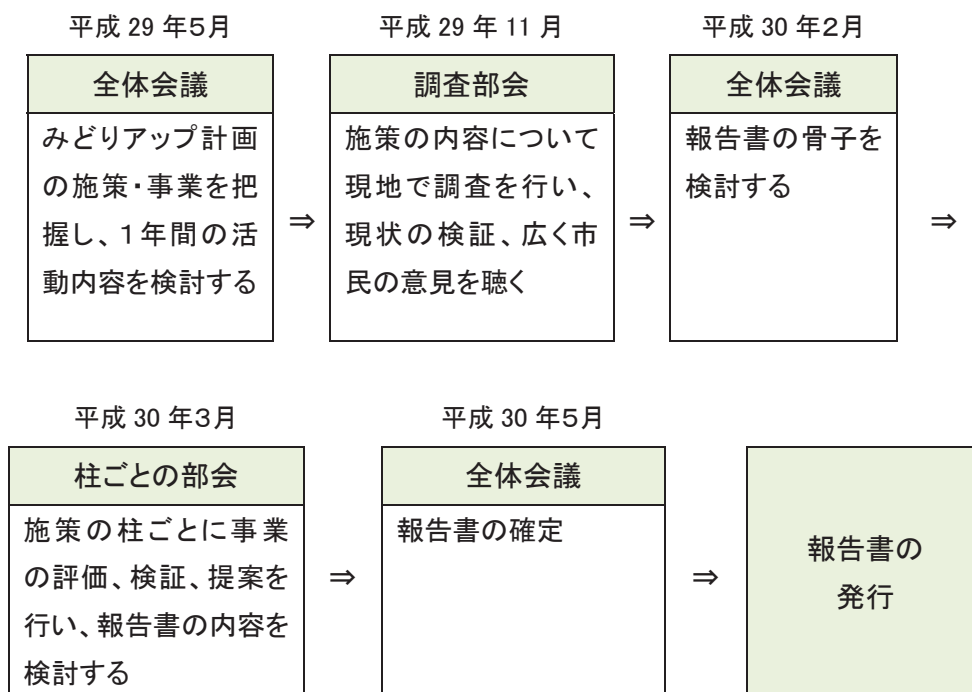 平成 29 年5月
全体会議
みどりアップ計画
の施策・事業を把
握し、1年間の活
動内容を検討する
⇒
平成 29 年 11 月
調査部会
施策の内容について
現地で調査を行い、
現状の検証、広く市
民の意見を聴く
⇒
平成 30 年2月
全体会議
報告書の骨子を
検討する
⇒
平成 30 年3月
柱ごとの部会
施策の柱ごとに事業
の評価、検証、提案を
行い、報告書の内容を
検討する
⇒
平成 30 年5月
全体会議
報告書の確定
⇒
報告書の
発行